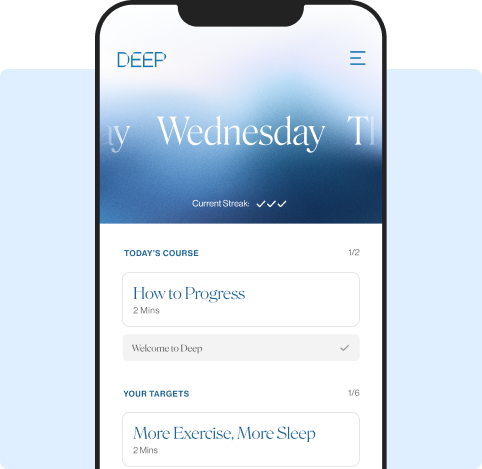 DEEP
ay Wednesday Th
Current Streak:
TODAY'S COURSE 1/2
How to Progress
2 Mins
Welcome to Deep
YOUR TARGETS 1/6
More Exercise, More Sleep
2 Mins